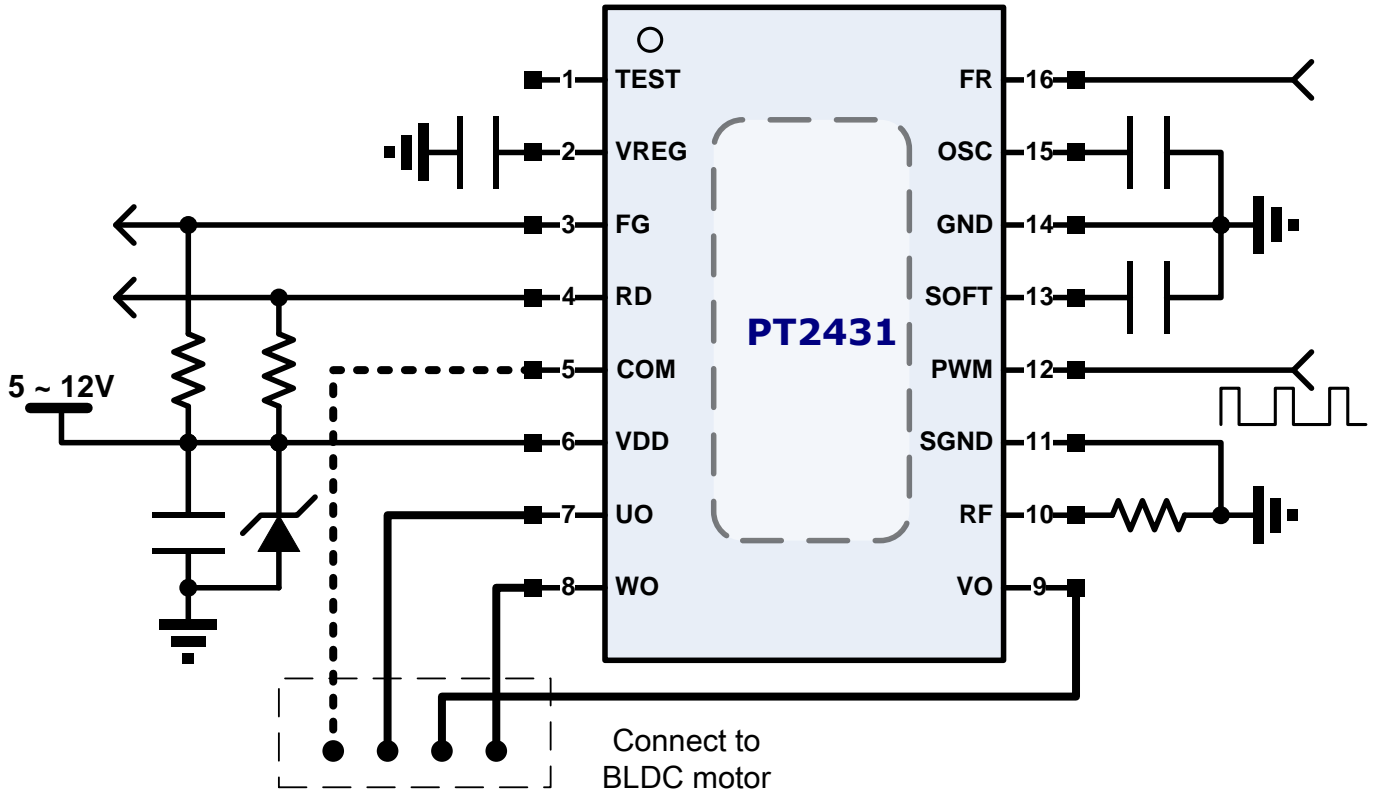 1 TEST
2 VREG
3 FG
4 RD
5 COM
6 VDD
7 UO
8 WO
5 ~ 12V
PT2431
FR 16
OSC 15
GND 14
SOFT 13
PWM 12
SGND 11
RF 10
VO 9
Connect to
BLDC motor